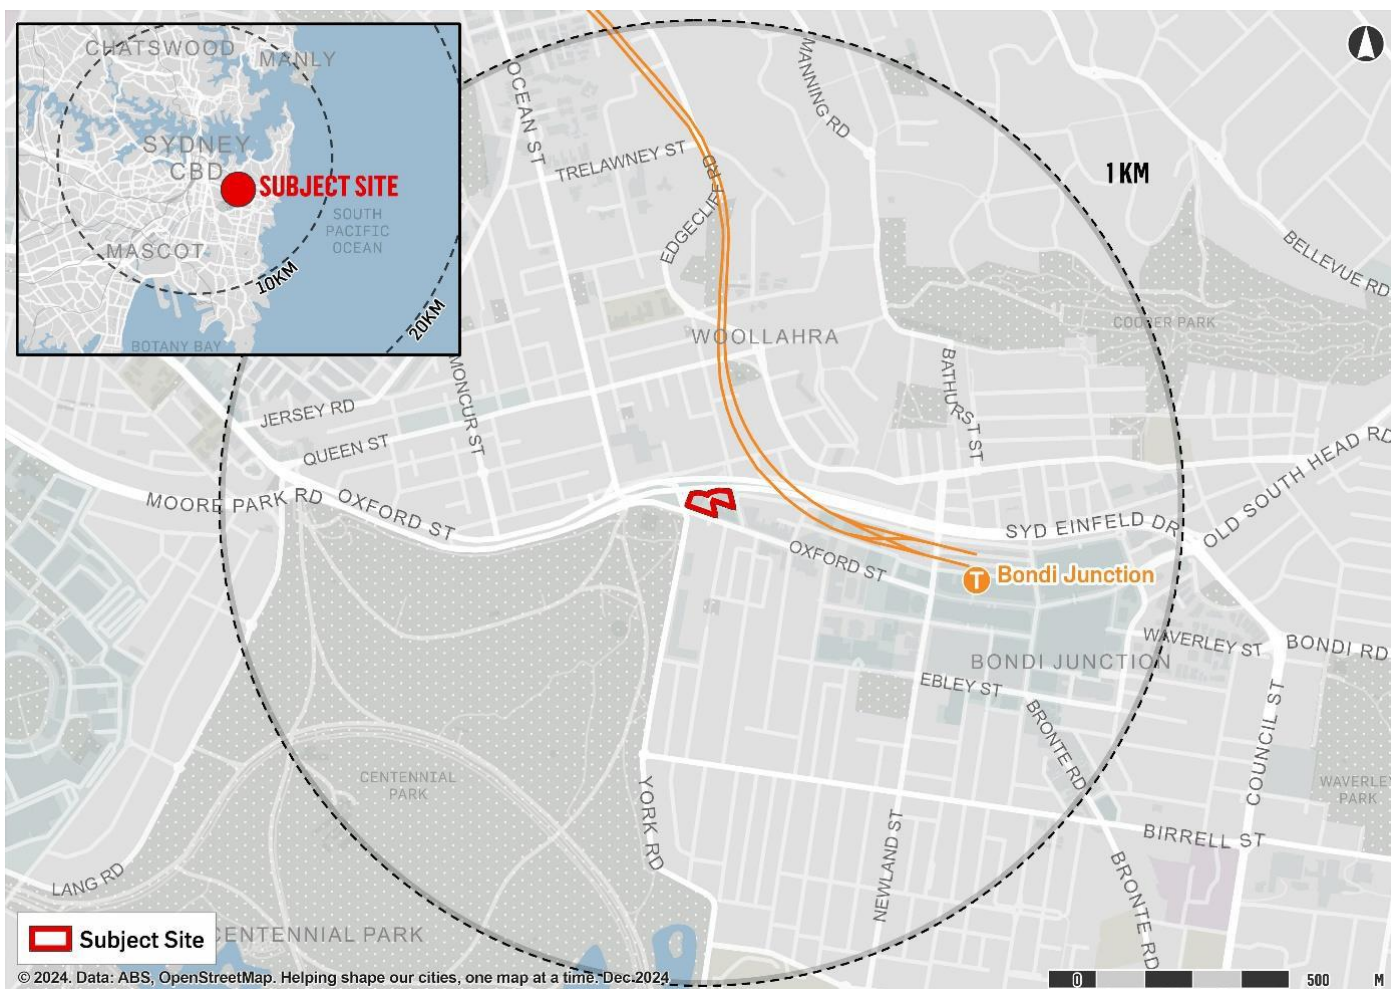 CHATSWOOD
MANLY
SYDNEY
CBD
SUBJECT SITE
SOUTH
PACIFIC
OCEAN
MASCOT
10KM
20KM
BOTANY BAY
OCEAN ST
MANNING RD
TRELAWNEY ST
1 KM
EDGECLIFF RD
BELLEVUE RD
COOPER PARK
WOOLLAHRA
MONCUR ST
BATHURST ST
JERSEY RD
QUEEN ST
OLD SOUTH HEAD RD
MOORE PARK RD
OXFORD ST
SYD EINFELD DR
OXFORD ST
T
Bondi Junction
WAVERLEY ST
BONDI RD
BONDI JUNCTION
EBLEY ST
BRONTE RD
COUNCIL ST
CENTENNIAL
PARK
WAVERLEY
PARK
YORK RD
NEWLAND ST
BIRRELL ST
LANG RD
BRONTE RD
Subject Site
CENTENNIAL PARK
© 2024. Data: ABS, OpenStreetMap. Helping shape our cities, one map at a time. Dec.2024
0
500
M